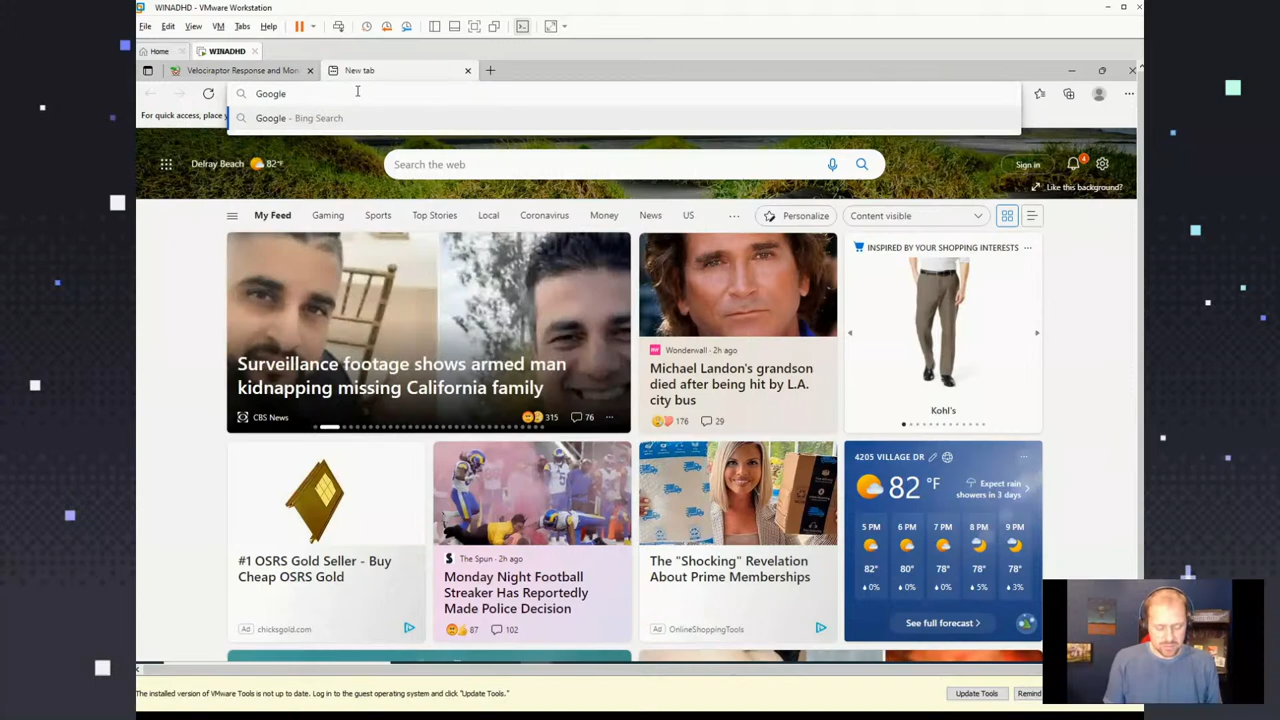 WINADHD - VMware Workstation
File Edit View VM Tabs Help
Home WINADHD
Velociraptor Response and Mon New tab
Google
For quick access, place y
Google - Bing Search
Delray Beach 82°F
Search the web
Sign in
4
Like this background?
My Feed Gaming Sports Top Stories Local Coronavirus Money News US ... Personalize Content visible
Surveillance footage shows armed man
kidnapping missing California family
CBS News 315 76 ...
Wonderwall · 2h ago
Michael Landon's grandson
died after being hit by L.A.
city bus
176 29
INSPIRED BY YOUR SHOPPING INTERESTS ...
Kohl's
#1 OSRS Gold Seller - Buy
Cheap OSRS Gold
Ad chicksgold.com
The Spun · 2h ago
Monday Night Football
Streaker Has Reportedly
Made Police Decision
87 102
The "Shocking" Revelation
About Prime Memberships
Ad OnlineShoppingTools
4205 VILLAGE DR ...
82 °F
Expect rain
showers in 3 days
5 PM 6 PM 7 PM 8 PM 9 PM
82° 80° 78° 78° 78°
0% 0% 0% 5% 3%
See full forecast
The installed version of VMware Tools is not up to date. Log in to the guest operating system and click "Update Tools."
Update Tools Remind